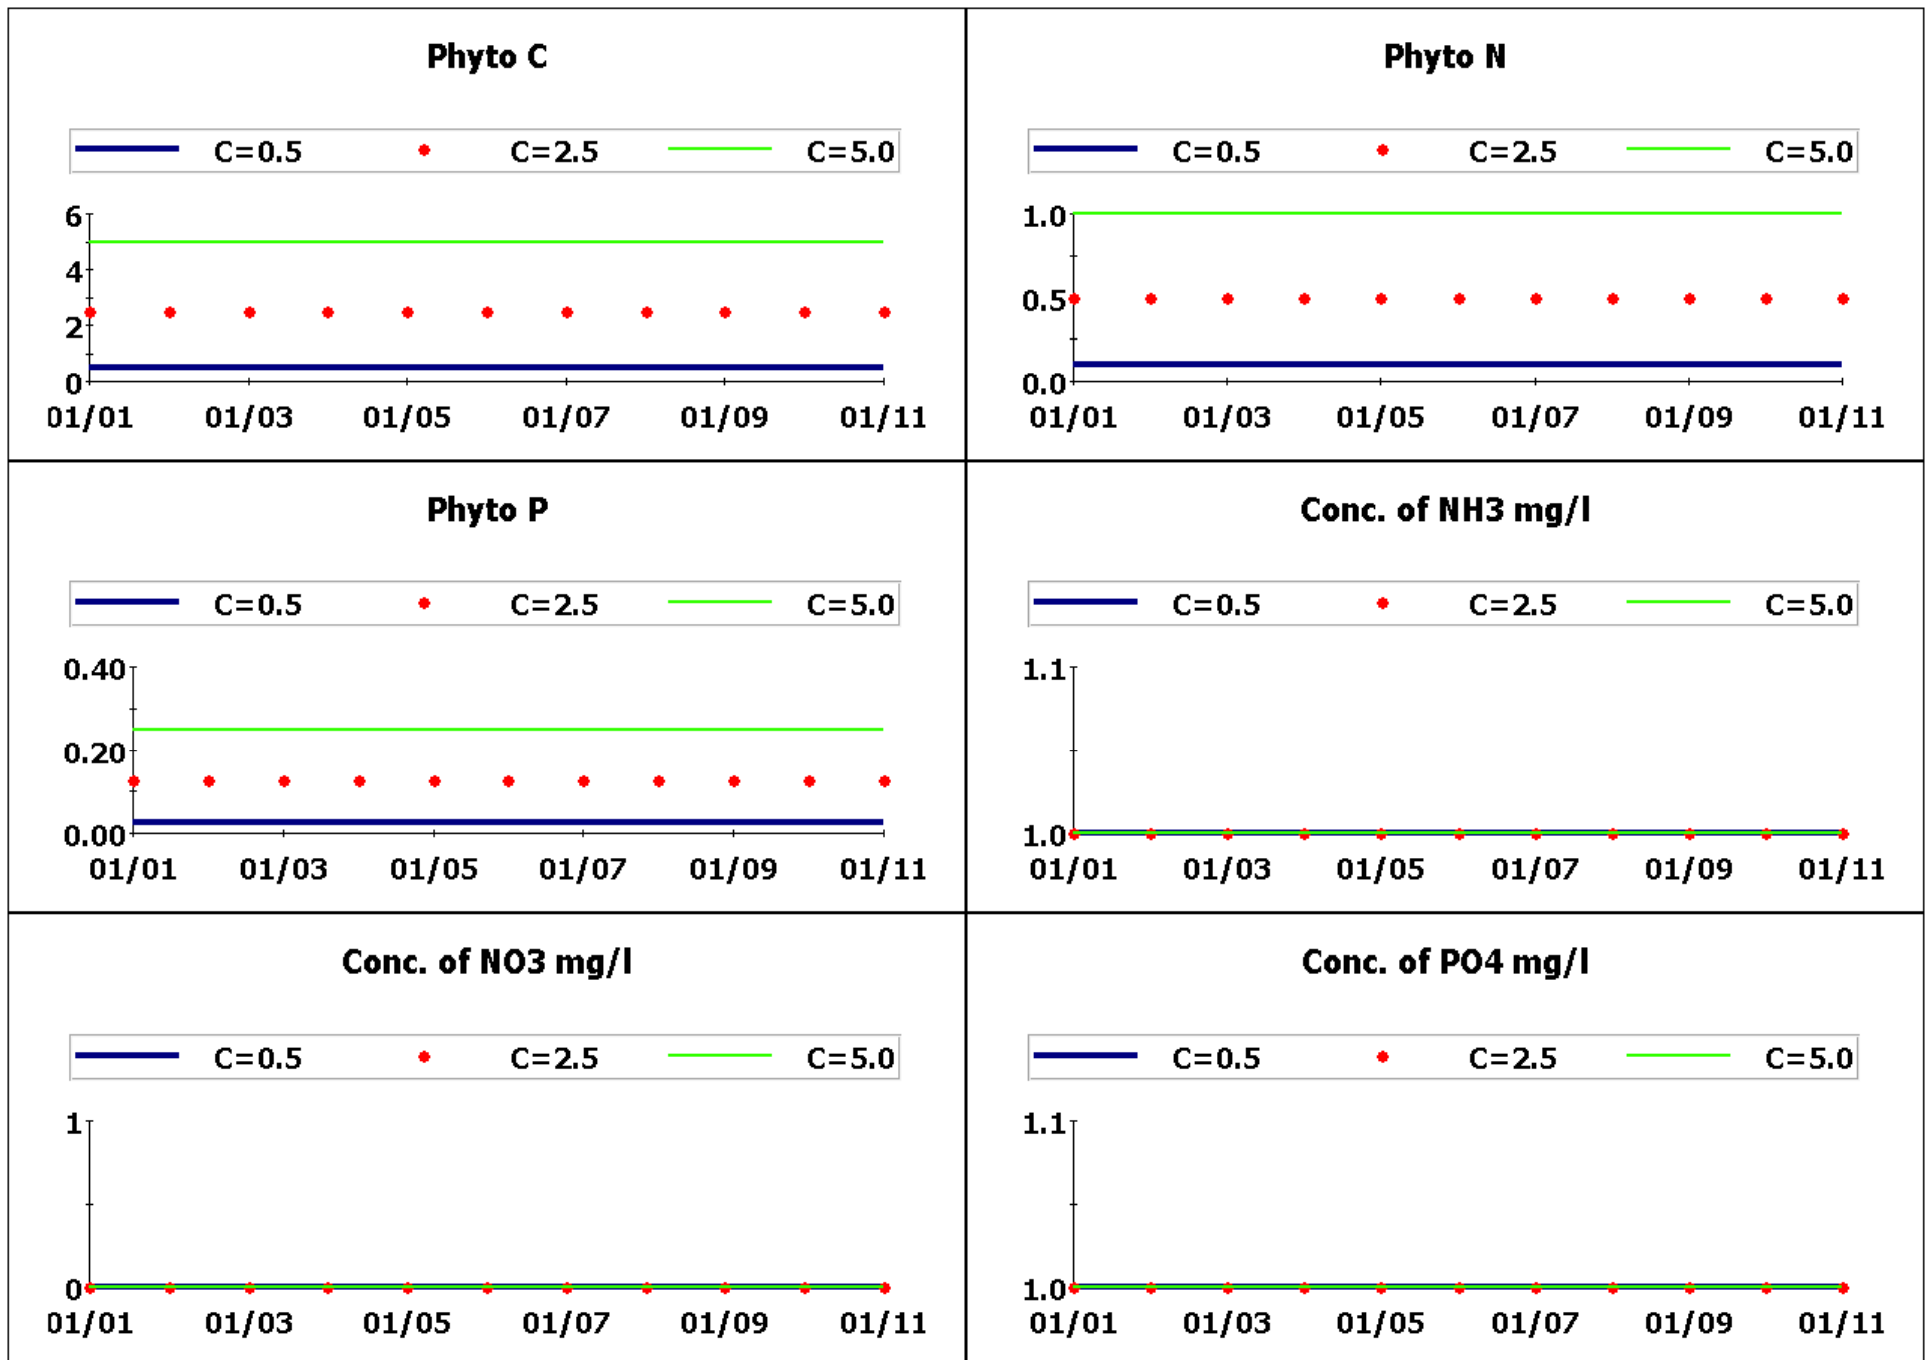 Phyto C
C=0.5 C=2.5 C=5.0
6
4
2
0
01/01 01/03 01/05 01/07 01/09 01/11
Phyto N
C=0.5 C=2.5 C=5.0
1.0
0.5
0.0
01/01 01/03 01/05 01/07 01/09 01/11
Phyto P
C=0.5 C=2.5 C=5.0
0.40
0.20
0.00
01/01 01/03 01/05 01/07 01/09 01/11
Conc. of NH3 mg/l
C=0.5 C=2.5 C=5.0
1.1
1.0
01/01 01/03 01/05 01/07 01/09 01/11
Conc. of NO3 mg/l
C=0.5 C=2.5 C=5.0
1
0
01/01 01/03 01/05 01/07 01/09 01/11
Conc. of PO4 mg/l
C=0.5 C=2.5 C=5.0
1.1
1.0
01/01 01/03 01/05 01/07 01/09 01/11